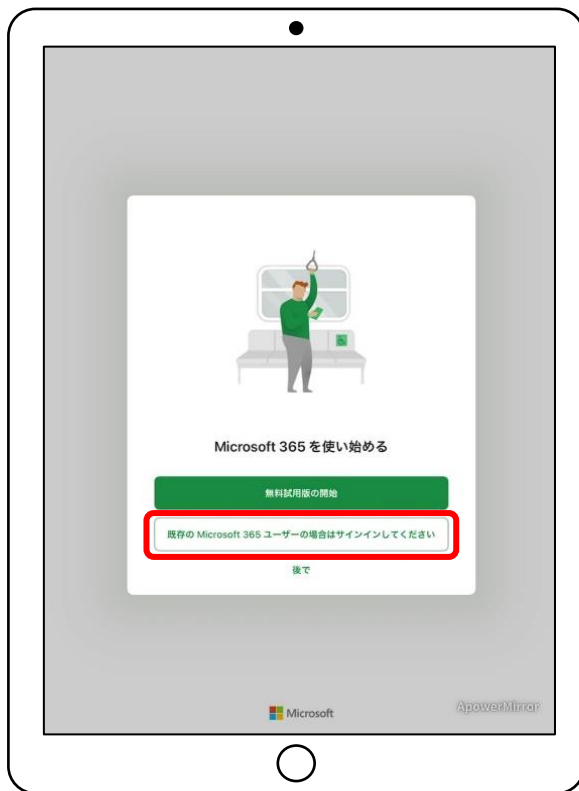 Microsoft 365 を使い始める
無料試用版の開始
既存の Microsoft 365 ユーザーの場合はサインインしてください
後で
Microsoft
ApowerMirror